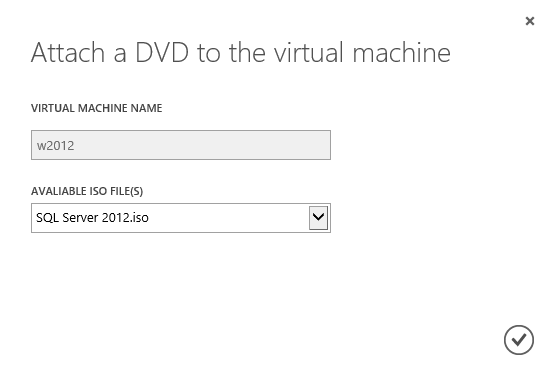 Attach a DVD to the virtual machine
VIRTUAL MACHINE NAME
w2012
AVALIABLE ISO FILE(S)
SQL Server 2012.iso